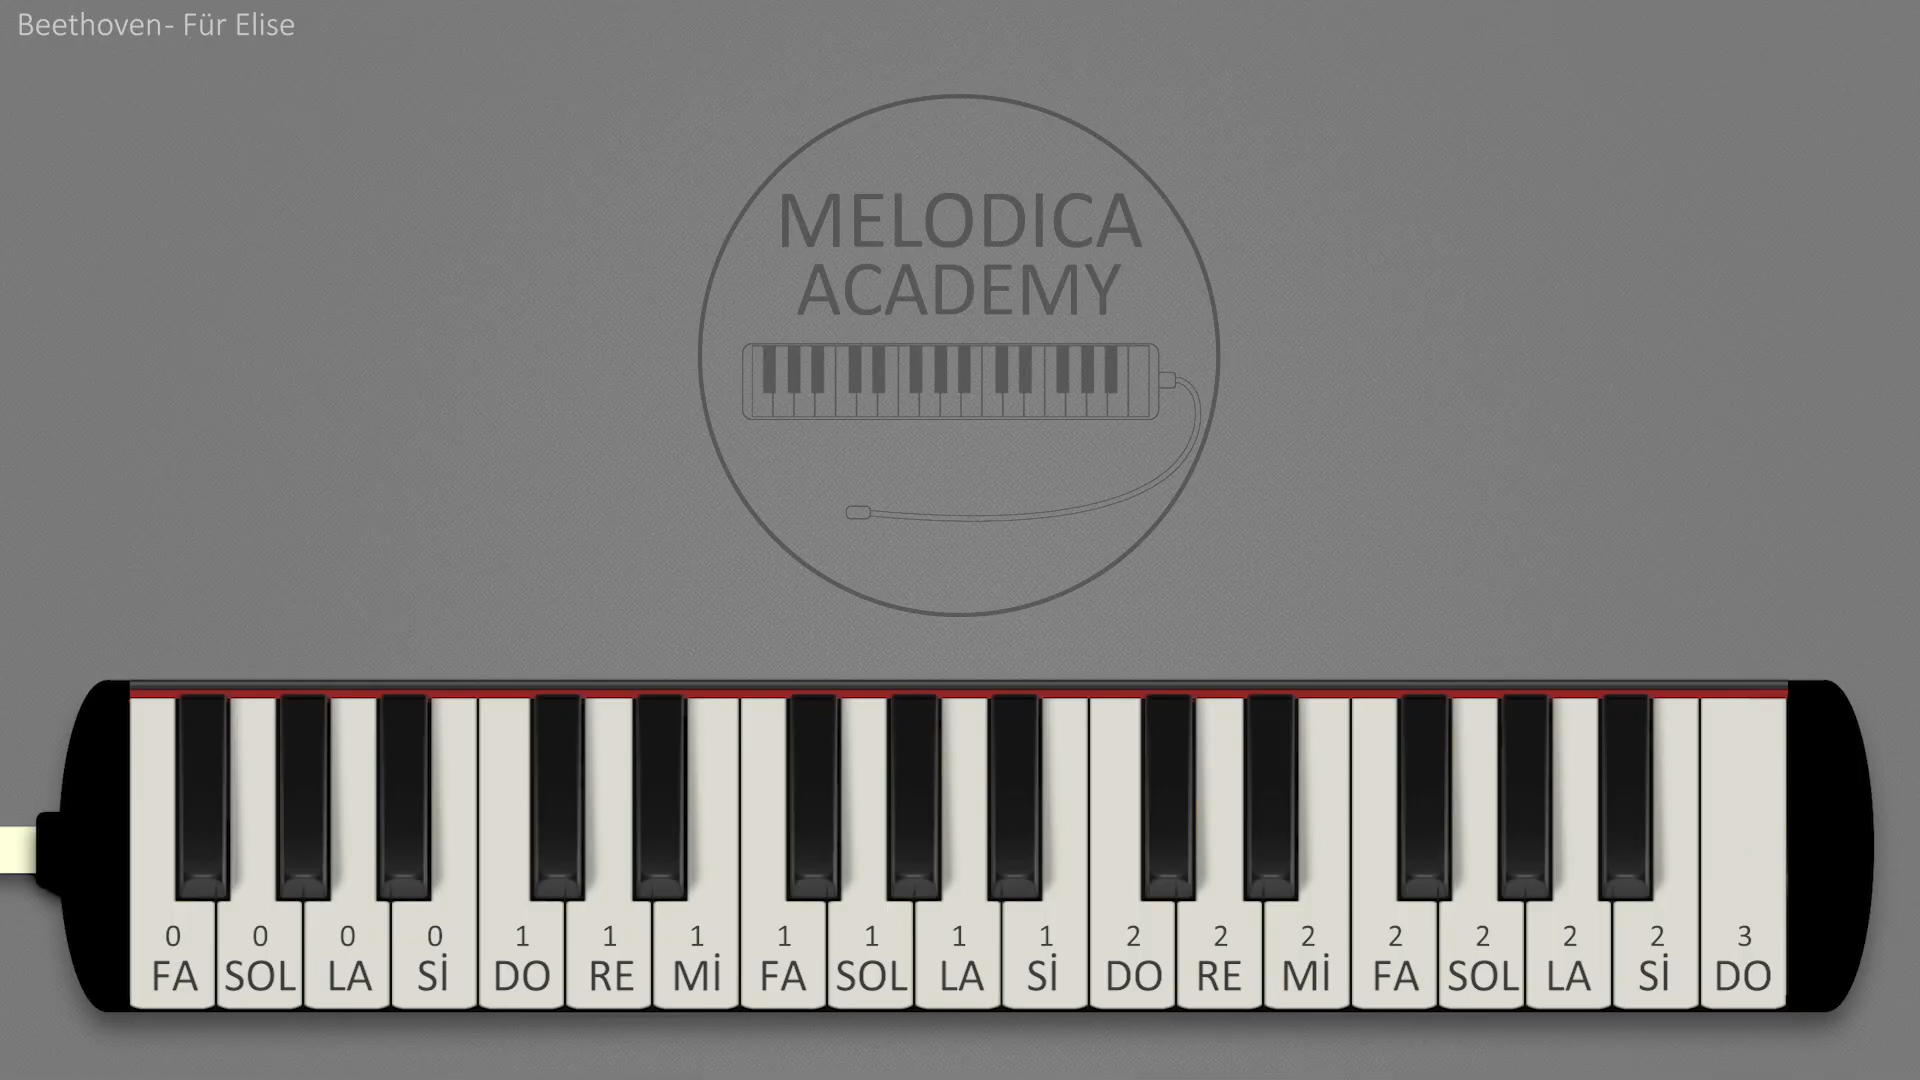 Beethoven- Für Elise
MELODICA
ACADEMY
0 0 0 0 1 1 1 1 1 1 1 2 2 2 2 2 2 2 3
FA SOL LA Sİ DO RE Mİ FA SOL LA Sİ DO RE Mİ FA SOL LA Sİ DO